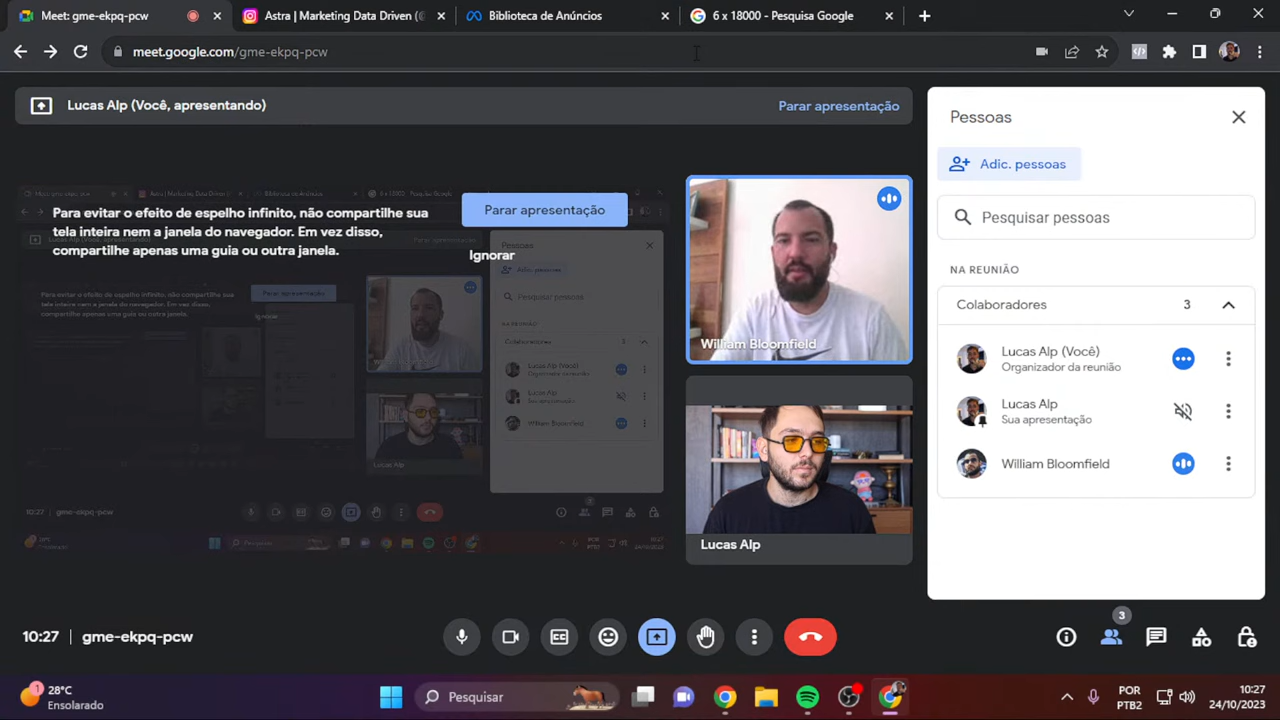 Meet: gme-ekpq-pcw
Astra | Marketing Data Driven (
Biblioteca de Anúncios
6 x 18000 - Pesquisa Google
meet.google.com/gme-ekpq-pcw
Lucas Alp (Você, apresentando)
Parar apresentação
Para evitar o efeito de espelho infinito, não compartilhe sua
tela inteira nem a janela do navegador. Em vez disso,
compartilhe apenas uma guia ou outra janela.
Parar apresentação
Ignorar
William Bloomfield
Lucas Alp
Pessoas
Adic. pessoas
Pesquisar pessoas
NA REUNIÃO
Colaboradores 3
Lucas Alp (Você)
Organizador da reunião
Lucas Alp
Sua apresentação
William Bloomfield
10:27 | gme-ekpq-pcw
3
1
28°C
Ensolarado
Pesquisar
POR
PTB2
10:27
24/10/2023